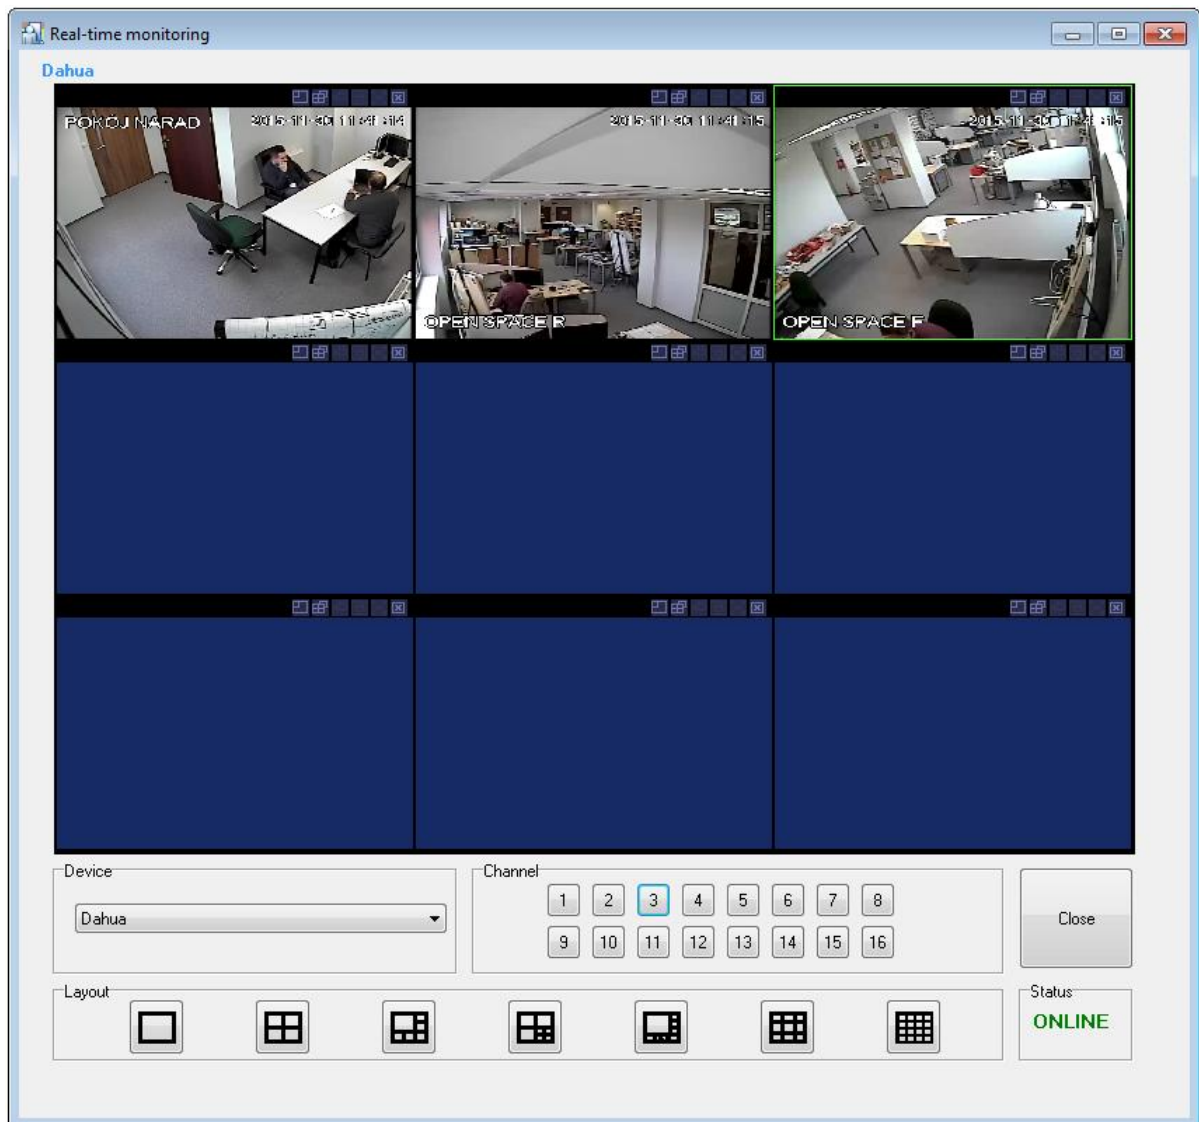 Real-time monitoring
Dahua
POKÓJ NARAD
OPEN SPACE R
OPEN SPACE F
Device
Channel
Dahua
1 2 3 4 5 6 7 8
9 10 11 12 13 14 15 16
Close
Layout
Status
ONLINE